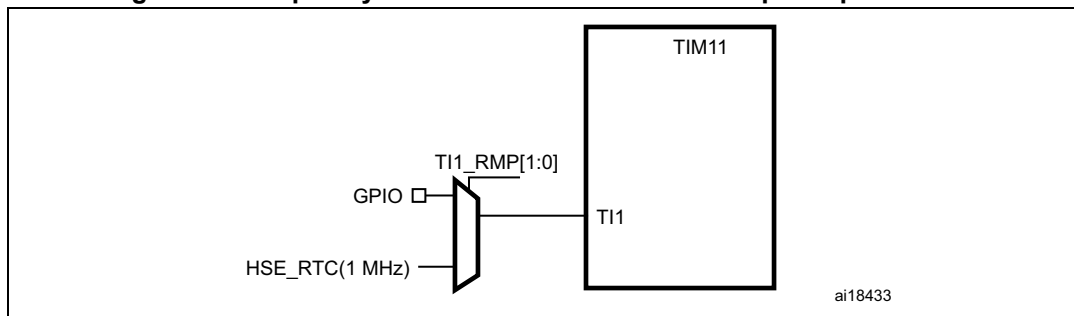 TIM11
TI1_RMP[1:0]
GPIO
TI1
HSE_RTC(1 MHz)
ai18433